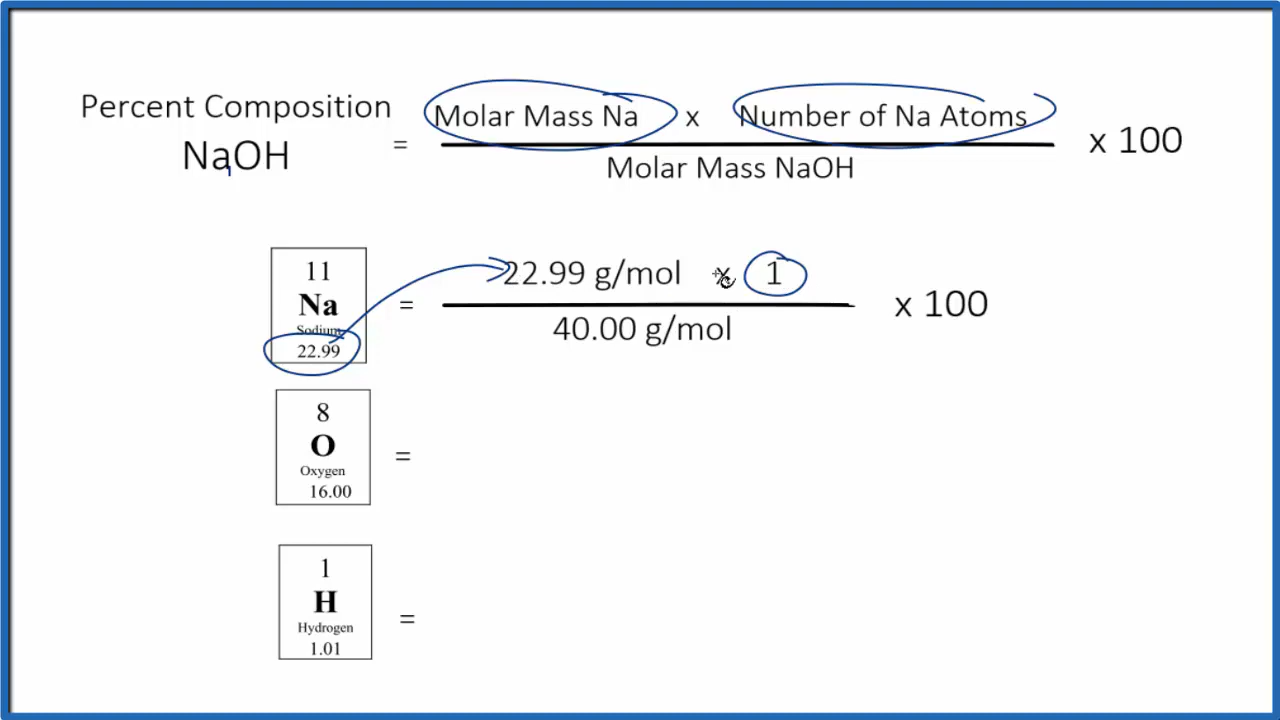 Percent Composition
NaOH
=
Molar Mass Na x Number of Na Atoms
Molar Mass NaOH
x 100
11
Na
Sodium
22.99
=
22.99 g/mol x 1
40.00 g/mol
x 100
8
O
Oxygen
16.00
=
1
H
Hydrogen
1.01
=